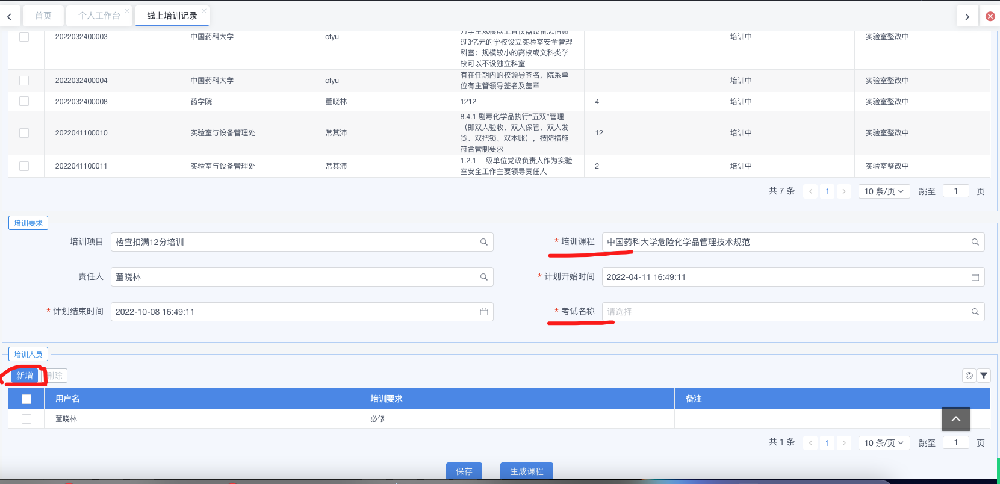 首页
个人工作台
线上培训记录
2022032400003 中国药科大学 cfyu 过3亿元的学校设立实验室安全管理科室；规模较小的高校或文科类学校可以不设独立科室 培训中 实验室整改中
2022032400004 中国药科大学 cfyu 有在任期内的校领导签名，院系单位有主管领导签名及盖章 培训中 实验室整改中
2022032400008 药学院 董晓林 1212 4 培训中 实验室整改中
2022041100010 实验室与设备管理处 常其沛 8.4.1 剧毒化学品执行“五双”管理（即双人验收、双人保管、双人发货、双把锁、双本账），技防措施符合管制要求 12 培训中 实验室整改中
2022041100011 实验室与设备管理处 常其沛 1.2.1 二级单位党政负责人作为实验室安全工作主要领导责任人 2 培训中 实验室整改中
共 7 条 1 10 条/页 跳至 1 页
培训要求
培训项目 检查扣满12分培训 * 培训课程 中国药科大学危险化学品管理技术规范
责任人 董晓林 * 计划开始时间 2022-04-11 16:49:11
* 计划结束时间 2022-10-08 16:49:11 * 考试名称 请选择
培训人员
新增 删除
用户名 培训要求 备注
董晓林 必修
共 1 条 1 10 条/页 跳至 1 页
保存 生成课程